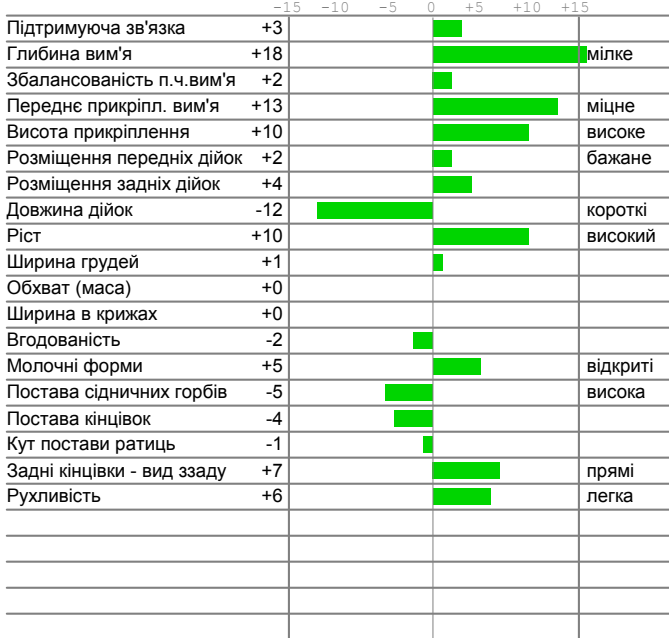 -15 -10 -5 0 +5 +10 +15
Підтримуюча зв'язка +3
Глибина вим'я +18 мілке
Збалансованість п.ч.вим'я +2
Переднє прикріпл. вим'я +13 міцне
Висота прикріплення +10 високе
Розміщення передніх дійок +2 бажане
Розміщення задніх дійок +4
Довжина дійок -12 короткі
Ріст +10 високий
Ширина грудей +1
Обхват (маса) +0
Ширина в крижах +0
Вгодованість -2
Молочні форми +5 відкриті
Постава сідничних горбів -5 висока
Постава кінцівок -4
Кут постави ратиць -1
Задні кінцівки - вид ззаду +7 прямі
Рухливість +6 легка